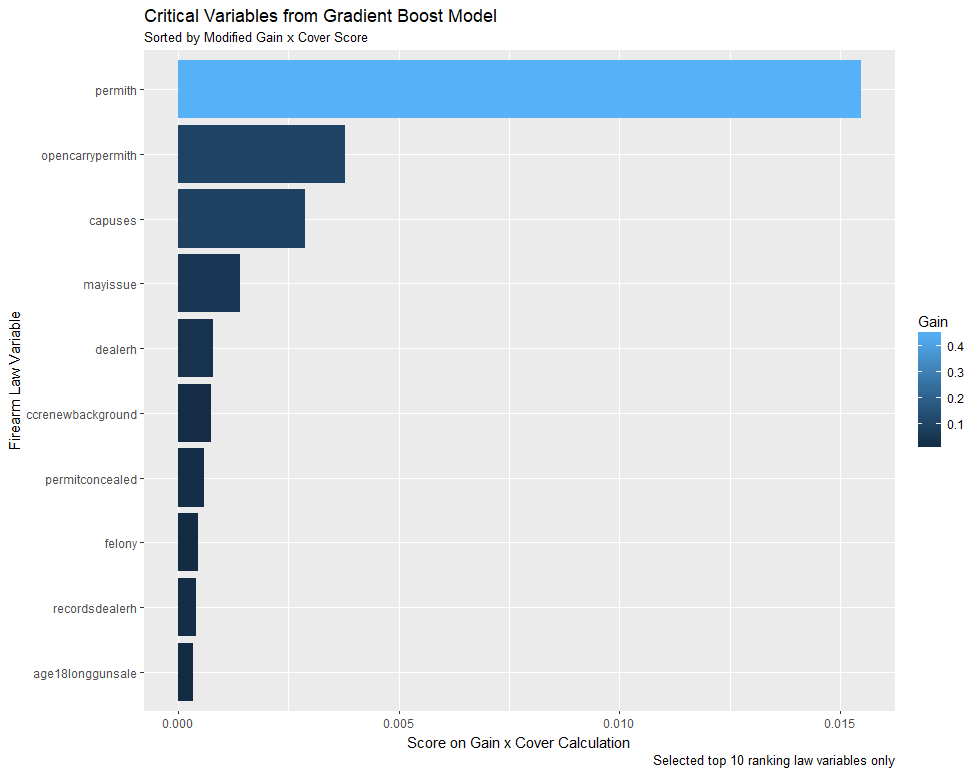 Critical Variables from Gradient Boost Model
Sorted by Modified Gain x Cover Score
Firearm Law Variable
permith
opencarrypermith
capuses
mayissue
dealerh
ccrenewbackground
permitconcealed
felony
recordsdealerh
age18longgunsale
0.000 0.005 0.010 0.015
Score on Gain x Cover Calculation
Selected top 10 ranking law variables only
Gain
0.4
0.3
0.2
0.1